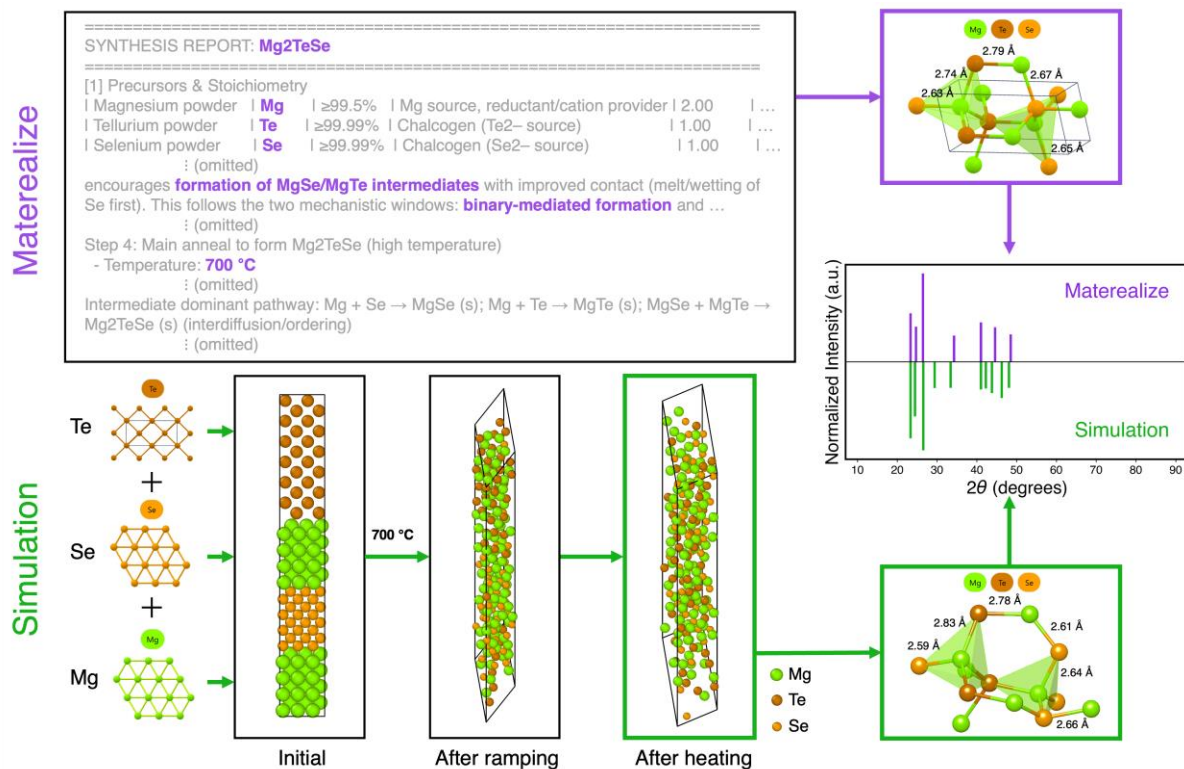 Materealize
================================================================
SYNTHESIS REPORT: Mg2TeSe
================================================================
[1] Precursors & Stoichiometry
| Magnesium powder | Mg | ≥99.5% | Mg source, reductant/cation provider | 2.00 | ...
| Tellurium powder | Te | ≥99.99% | Chalcogen (Te2– source) | 1.00 | ...
| Selenium powder | Se | ≥99.99% | Chalcogen (Se2– source) | 1.00 | ...
⋮ (omitted)
encourages formation of MgSe/MgTe intermediates with improved contact (melt/wetting of
Se first). This follows the two mechanistic windows: binary-mediated formation and ...
⋮ (omitted)
Step 4: Main anneal to form Mg2TeSe (high temperature)
- Temperature: 700 °C
⋮ (omitted)
Intermediate dominant pathway: Mg + Se → MgSe (s); Mg + Te → MgTe (s); MgSe + MgTe →
Mg2TeSe (s) (interdiffusion/ordering)
⋮ (omitted)
Mg Te Se
2.79 Å
2.74 Å
2.67 Å
2.63 Å
2.65 Å
Normalized Intensity (a.u.)
Materealize
Simulation
10 20 30 40 50 60 70 80 90
2θ (degrees)
Simulation
Te
Te
+
Se
Se
+
Mg
Mg
700 °C
Initial
After ramping
After heating
Mg
Te
Se
Mg Te Se
2.78 Å
2.83 Å
2.61 Å
2.59 Å
2.64 Å
2.66 Å